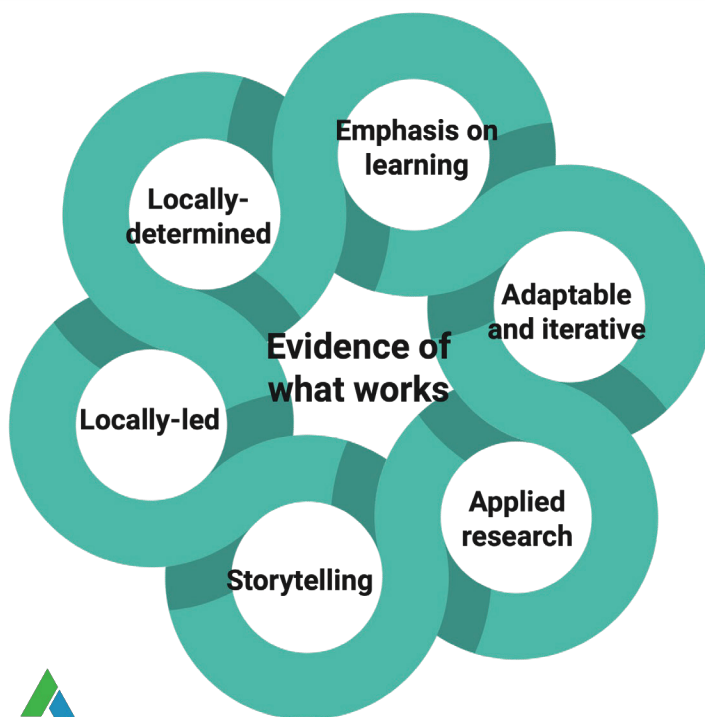 Emphasis on
learning
Locally-
determined
Adaptable
and iterative
Evidence of
what works
Locally-led
Applied
research
Storytelling